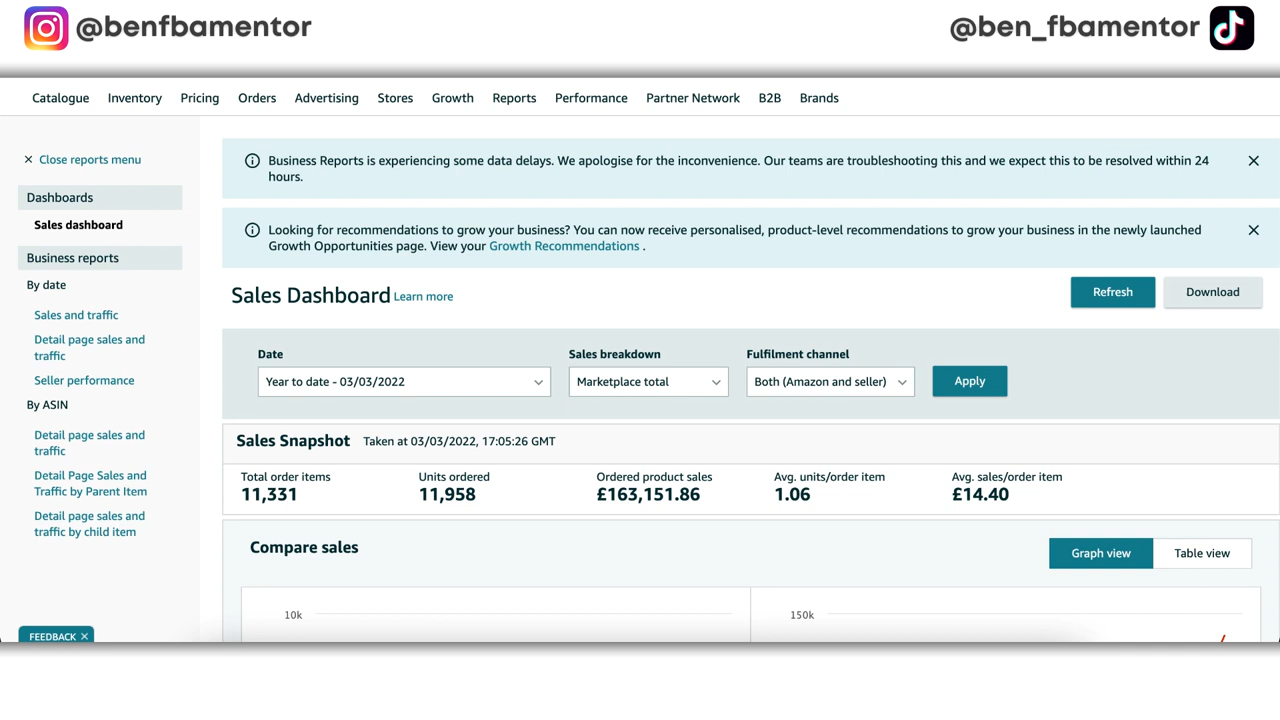 @benfbamentor
@ben_fbamentor
Catalogue Inventory Pricing Orders Advertising Stores Growth Reports Performance Partner Network B2B Brands
Close reports menu
Dashboards
Sales dashboard
Business reports
By date
Sales and traffic
Detail page sales and
traffic
Seller performance
By ASIN
Detail page sales and
traffic
Detail Page Sales and
Traffic by Parent Item
Detail page sales and
traffic by child item
FEEDBACK
Business Reports is experiencing some data delays. We apologise for the inconvenience. Our teams are troubleshooting this and we expect this to be resolved within 24
hours.
Looking for recommendations to grow your business? You can now receive personalised, product-level recommendations to grow your business in the newly launched
Growth Opportunities page. View your Growth Recommendations .
Sales Dashboard Learn more
Refresh Download
Date Sales breakdown Fulfilment channel
Year to date - 03/03/2022 Marketplace total Both (Amazon and seller) Apply
Sales Snapshot Taken at 03/03/2022, 17:05:26 GMT
Total order items Units ordered Ordered product sales Avg. units/order item Avg. sales/order item
11,331 11,958 £163,151.86 1.06 £14.40
Compare sales Graph view Table view
10k 150k